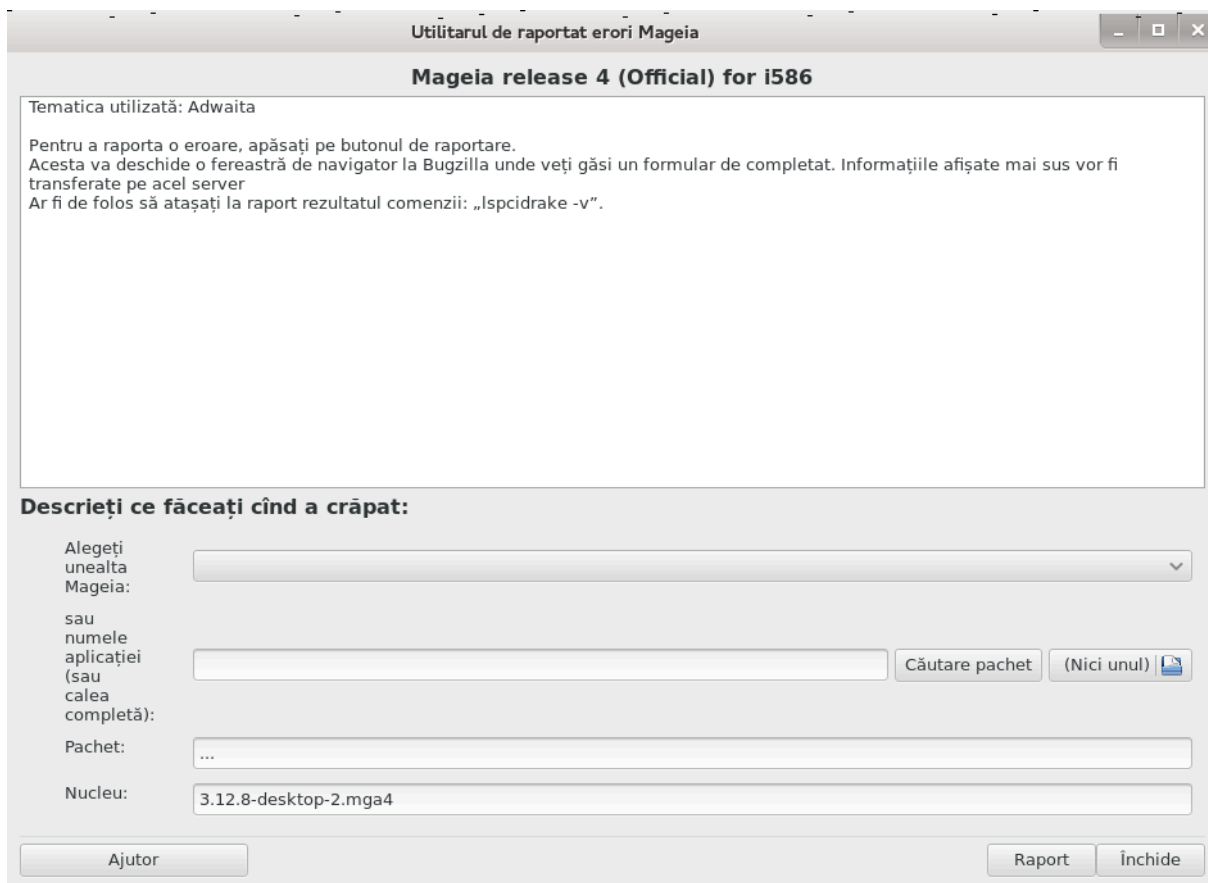 Utilitarul de raportat erori Mageia
Mageia release 4 (Official) for i586
Tematica utilizată: Adwaita
Pentru a raporta o eroare, apăsați pe butonul de raportare.
Acesta va deschide o fereastră de navigator la Bugzilla unde veți găsi un formular de completat. Informațiile afișate mai sus vor fi
transferate pe acel server
Ar fi de folos să atașați la raport rezultatul comenzii: „lspcidrake -v”.
Descrieți ce făceați cînd a crăpat:
Alegeți
unealta
Mageia:
sau
numele
aplicației
(sau
calea
completă):
Căutare pachet
(Nici unul)
Pachet:
...
Nucleu:
3.12.8-desktop-2.mga4
Ajutor
Raport
Închide